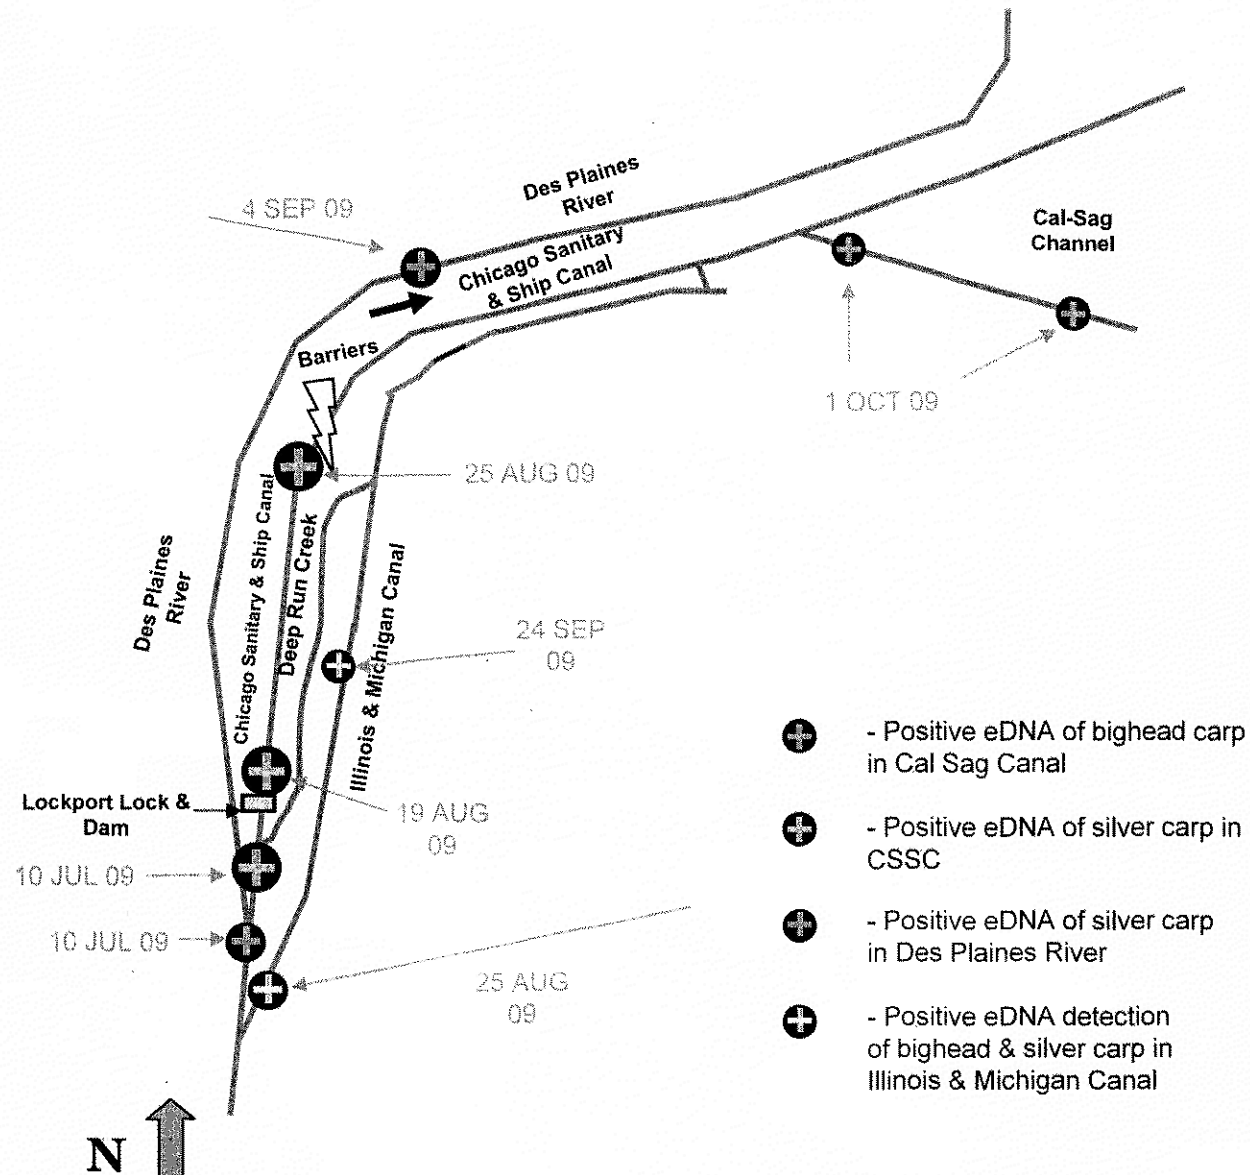 Des Plaines
River
4 SEP 09
Cal-Sag
Channel
Chicago Sanitary
& Ship Canal
Barriers
1 OCT 09
25 AUG 09
Chicago Sanitary & Ship Canal
Deep Run Creek
Des Plaines
River
Illinois & Michigan Canal
24 SEP
09
- Positive eDNA of bighead carp
in Cal Sag Canal
Lockport Lock &
Dam
19 AUG
09
- Positive eDNA of silver carp in
CSSC
10 JUL 09
10 JUL 09
- Positive eDNA of silver carp
in Des Plaines River
25 AUG
09
- Positive eDNA detection
of bighead & silver carp in
Illinois & Michigan Canal
N